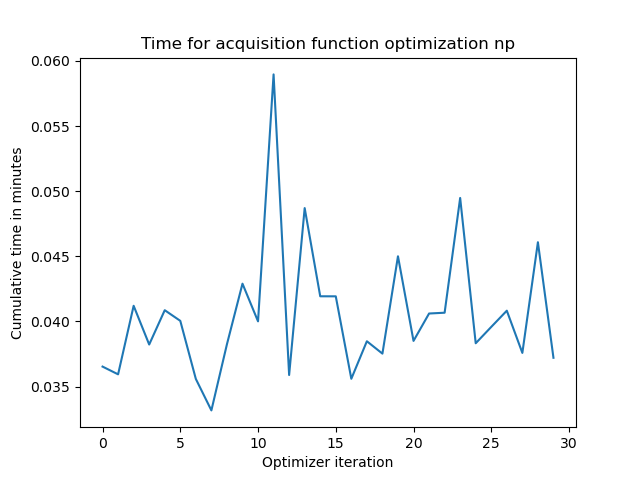 Time for acquisition function optimization np
Cumulative time in minutes
0.060
0.055
0.050
0.045
0.040
0.035
0 5 10 15 20 25 30
Optimizer iteration